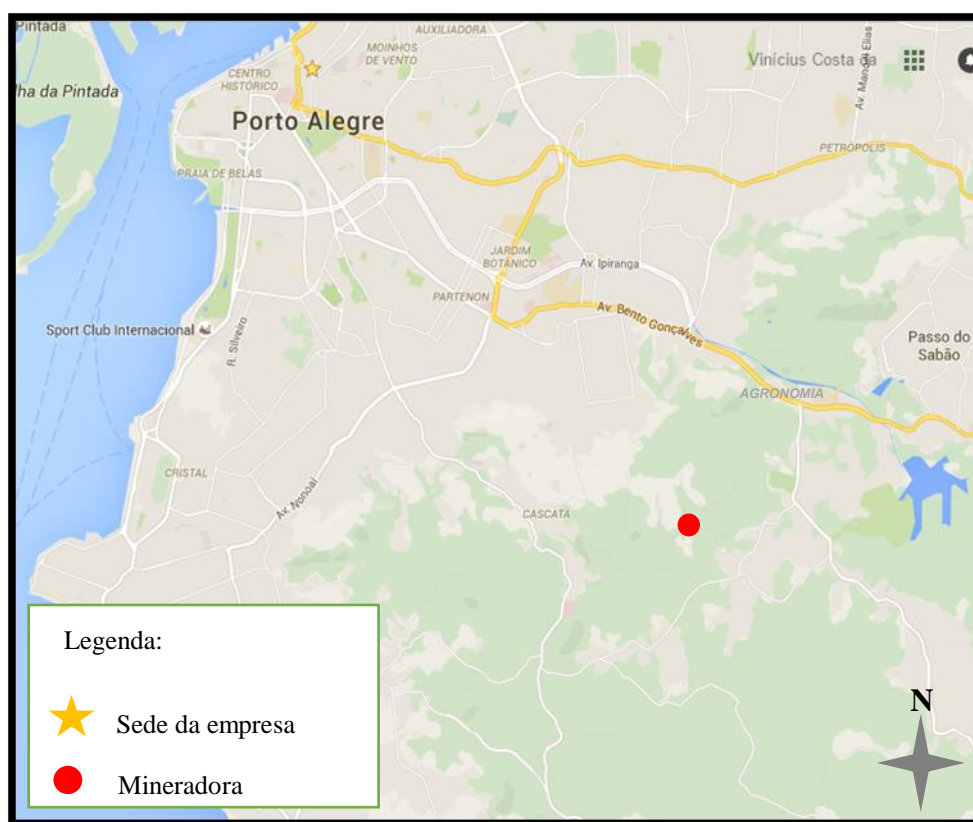 Pintada
AUXILIADORA
MOINHOS
DE VENTO
Vinícius Costa da
Av. Manoel Elias
CENTRO
HISTÓRICO
lha da Pintada
Porto Alegre
PETRÓPOLIS
PRAIA DE BELAS
JARDIM
BOTÂNICO
Av. Ipiranga
PARTENON
Av. Bento Gonçalves
Sport Club Internacional
R. Silveiro
Passo do
Sabão
AGRONOMIA
CRISTAL
Av. Nonoai
CASCATA
Legenda:
Sede da empresa
Mineradora
N